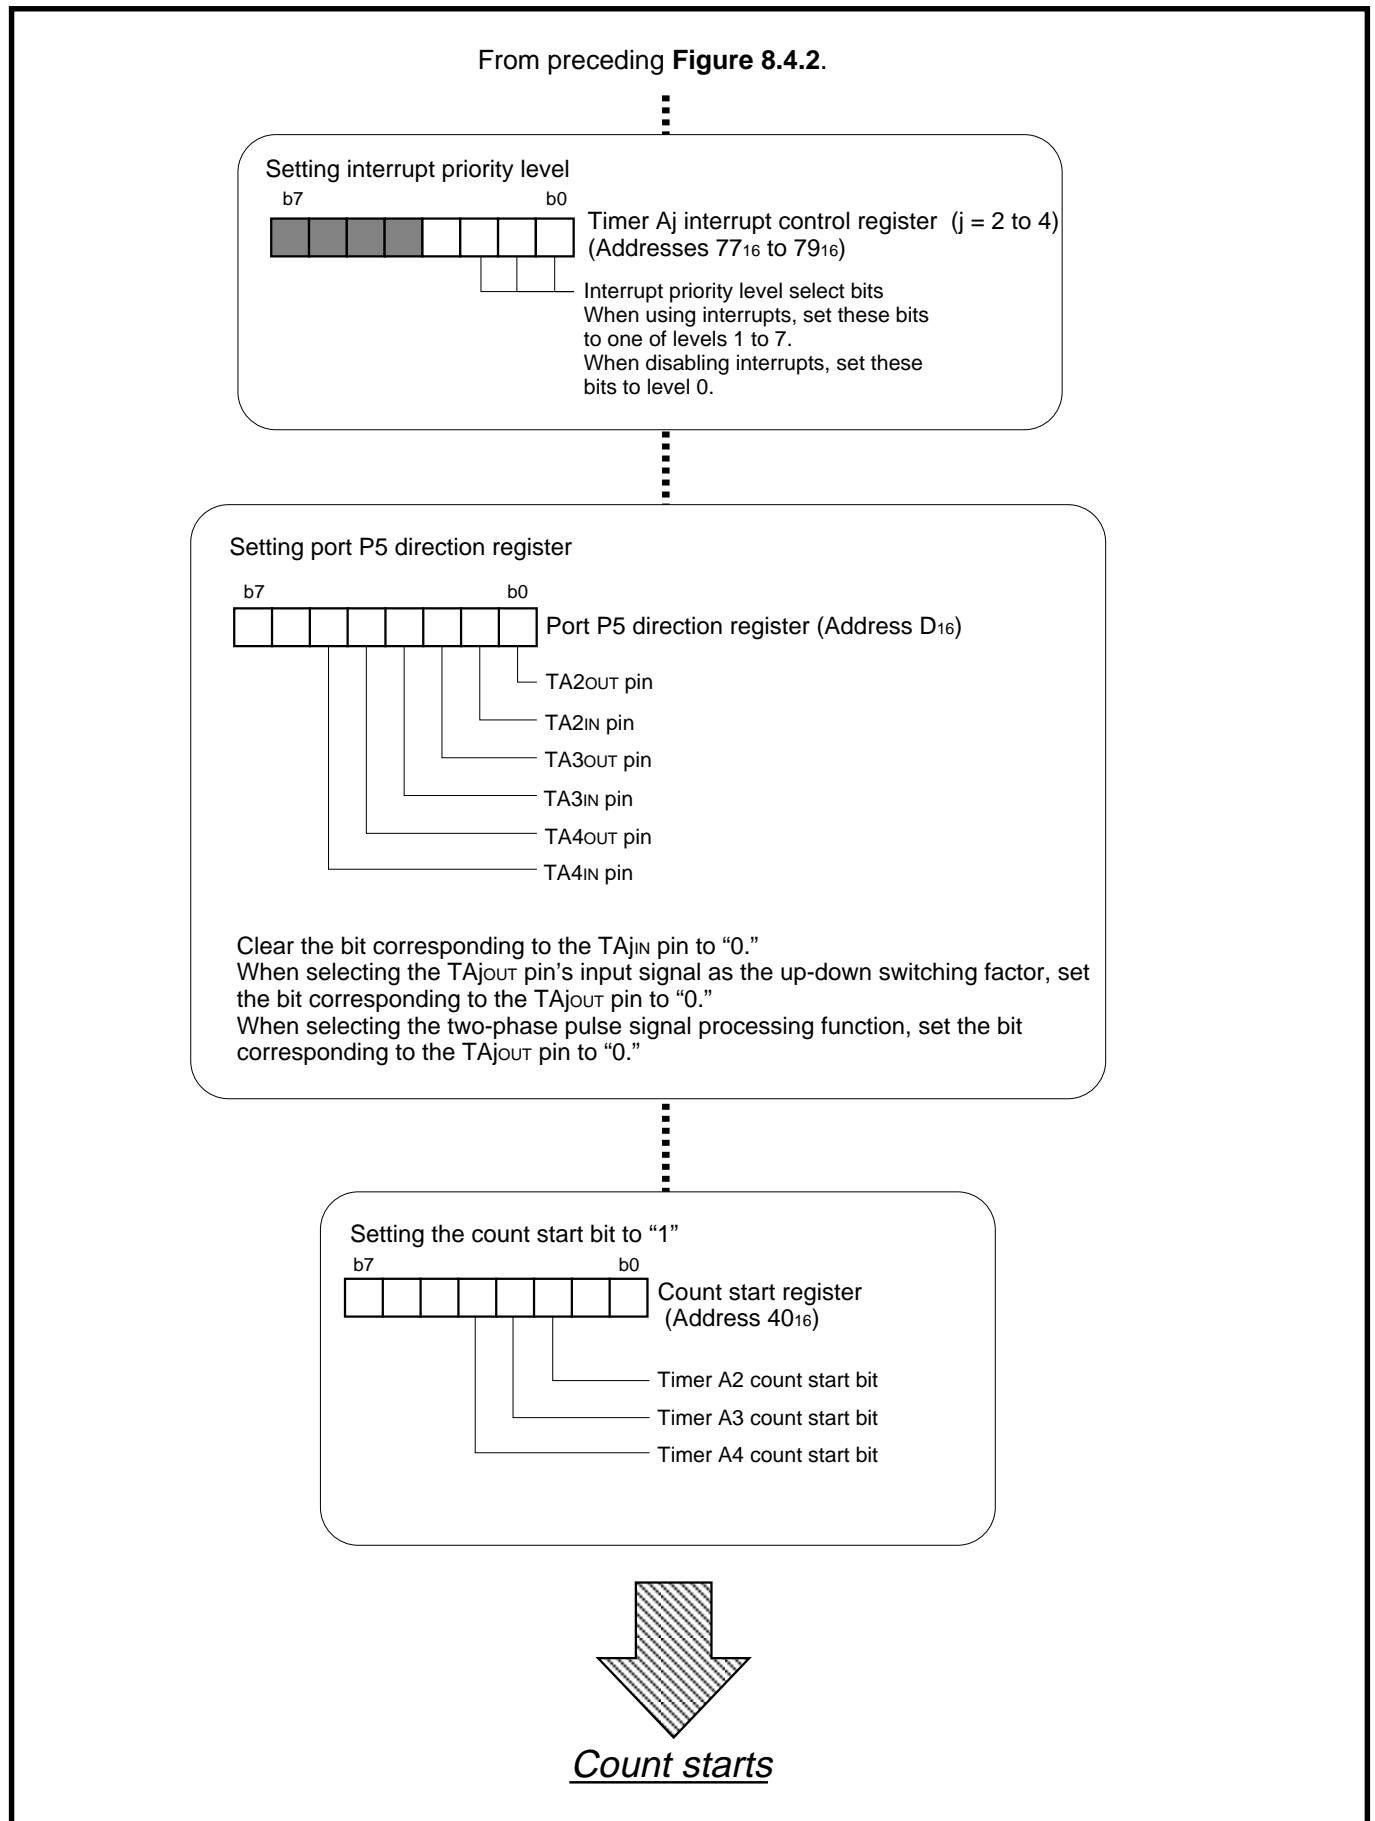 From preceding Figure 8.4.2.
Setting interrupt priority level
b7 b0
Timer Aj interrupt control register (j = 2 to 4)
(Addresses 7716 to 7916)
Interrupt priority level select bits
When using interrupts, set these bits
to one of levels 1 to 7.
When disabling interrupts, set these
bits to level 0.
Setting port P5 direction register
b7 b0
Port P5 direction register (Address D16)
TA2OUT pin
TA2IN pin
TA3OUT pin
TA3IN pin
TA4OUT pin
TA4IN pin
Clear the bit corresponding to the TAjIN pin to “0.”
When selecting the TAjOUT pin’s input signal as the up-down switching factor, set
the bit corresponding to the TAjOUT pin to “0.”
When selecting the two-phase pulse signal processing function, set the bit
corresponding to the TAjOUT pin to “0.”
Setting the count start bit to “1”
b7 b0
Count start register
(Address 4016)
Timer A2 count start bit
Timer A3 count start bit
Timer A4 count start bit
Count starts